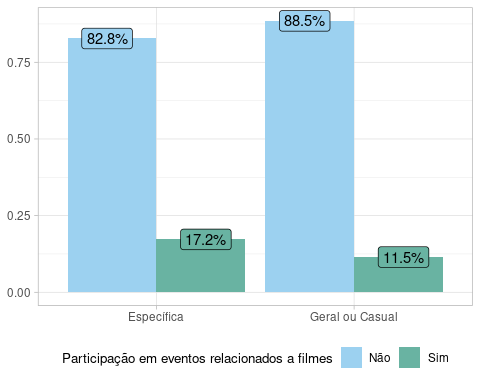 88.5%
82.8%
0.75
0.50
0.25
17.2%
11.5%
0.00
Específica
Geral ou Casual
Participação em eventos relacionados a filmes Não Sim